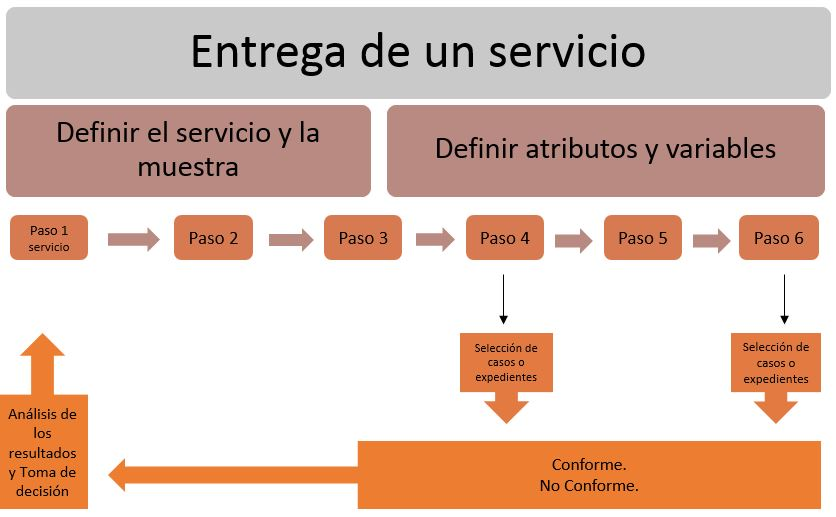 Entrega de un servicio
Definir el servicio y la
muestra
Definir atributos y variables
Paso 1
servicio
Paso 2
Paso 3
Paso 4
Paso 5
Paso 6
Selección de
casos o
expedientes
Selección de
casos o
expedientes
Análisis de
los
resultados
y Toma de
decisión
Conforme.
No Conforme.